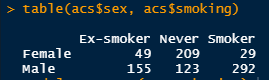 > table(acs$sex, acs$smoking)
Ex-smoker Never Smoker
Female 49 209 29
Male 155 123 292